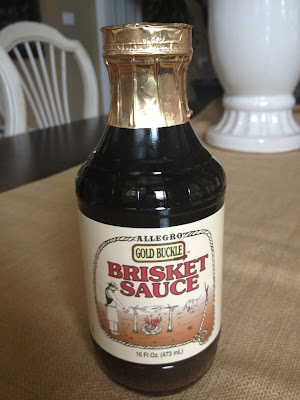 ALLEGRO
GOLD BUCKLE
BRISKET
SAUCE
16 Fl Oz. (473 mL)